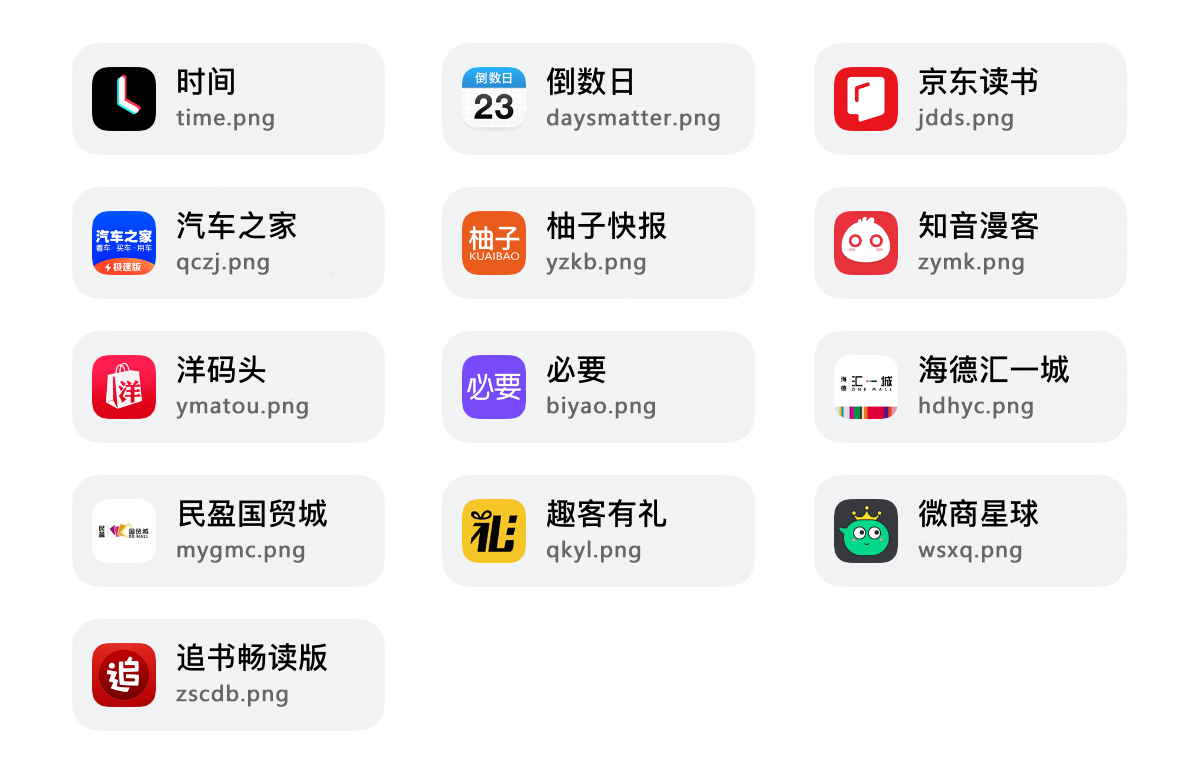 时间
time.png
倒数日
23
倒数日
daysmatter.png
京东读书
jdds.png
汽车之家
看车·买车·用车
极速版
汽车之家
qczj.png
柚子
KUAIBAO
柚子快报
yzkb.png
知音漫客
zymk.png
洋
洋码头
ymatou.png
必要
必要
biyao.png
海德
汇一城
ONE MALL
海德汇一城
hdhyc.png
民盈
国贸城
民盈国贸城
mygmc.png
礼
趣客有礼
qkyl.png
微商星球
wsxq.png
追
追书畅读版
zscdb.png